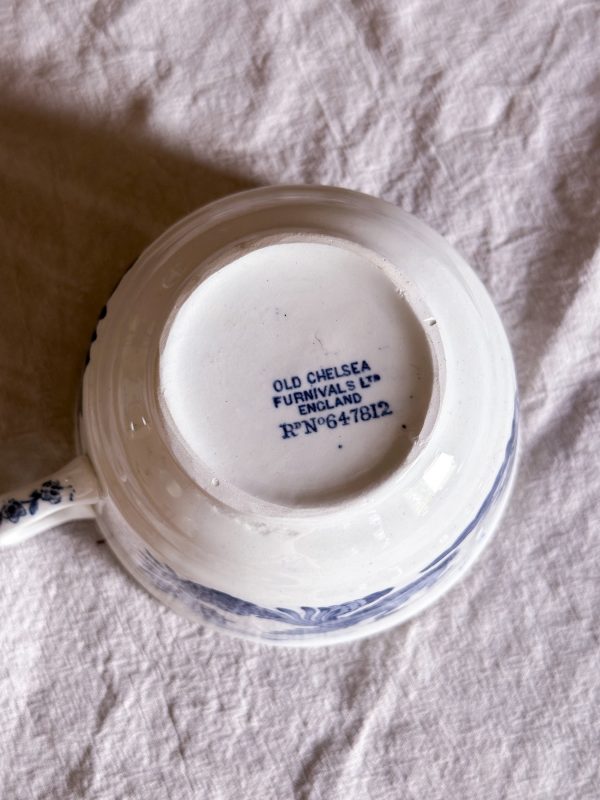 OLD CHELSEA
FURNIVALS LTD
ENGLAND
RD No 647812